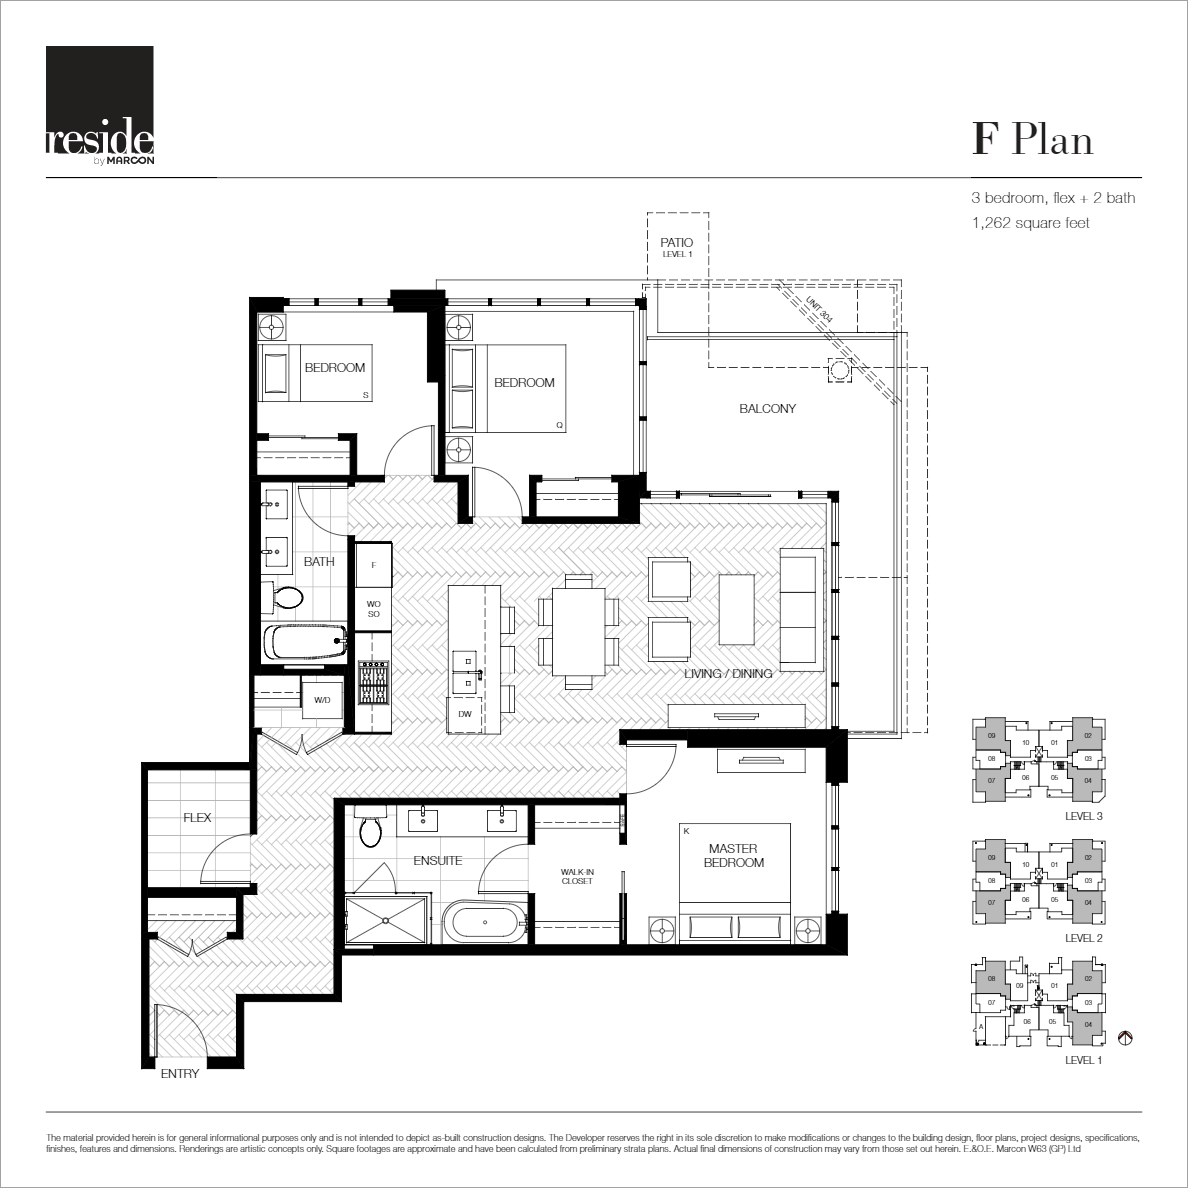 reside
by MARCON
F Plan
3 bedroom, flex + 2 bath
1,262 square feet
PATIO
LEVEL 1
UNIT 304
BEDROOM
S
BEDROOM
Q
BALCONY
BATH
F
WO
SO
LIVING / DINING
W/D
DW
FLEX
ENSUITE
WALK-IN
CLOSET
K
MASTER
BEDROOM
ENTRY
09 10 01 02
08 03
07 06 05 04
LEVEL 3
09 10 01 02
08 03
07 06 05 04
LEVEL 2
08 09 01 02
07 03
A 06 05 04
LEVEL 1
The material provided herein is for general informational purposes only and is not intended to depict as-built construction designs. The Developer reserves the right in its sole discretion to make modifications or changes to the building design, floor plans, project designs, specifications,
finishes, features and dimensions. Renderings are artistic concepts only. Square footages are approximate and have been calculated from preliminary strata plans. Actual final dimensions of construction may vary from those set out herein. E.&O.E. Marcon W63 (GP) Ltd